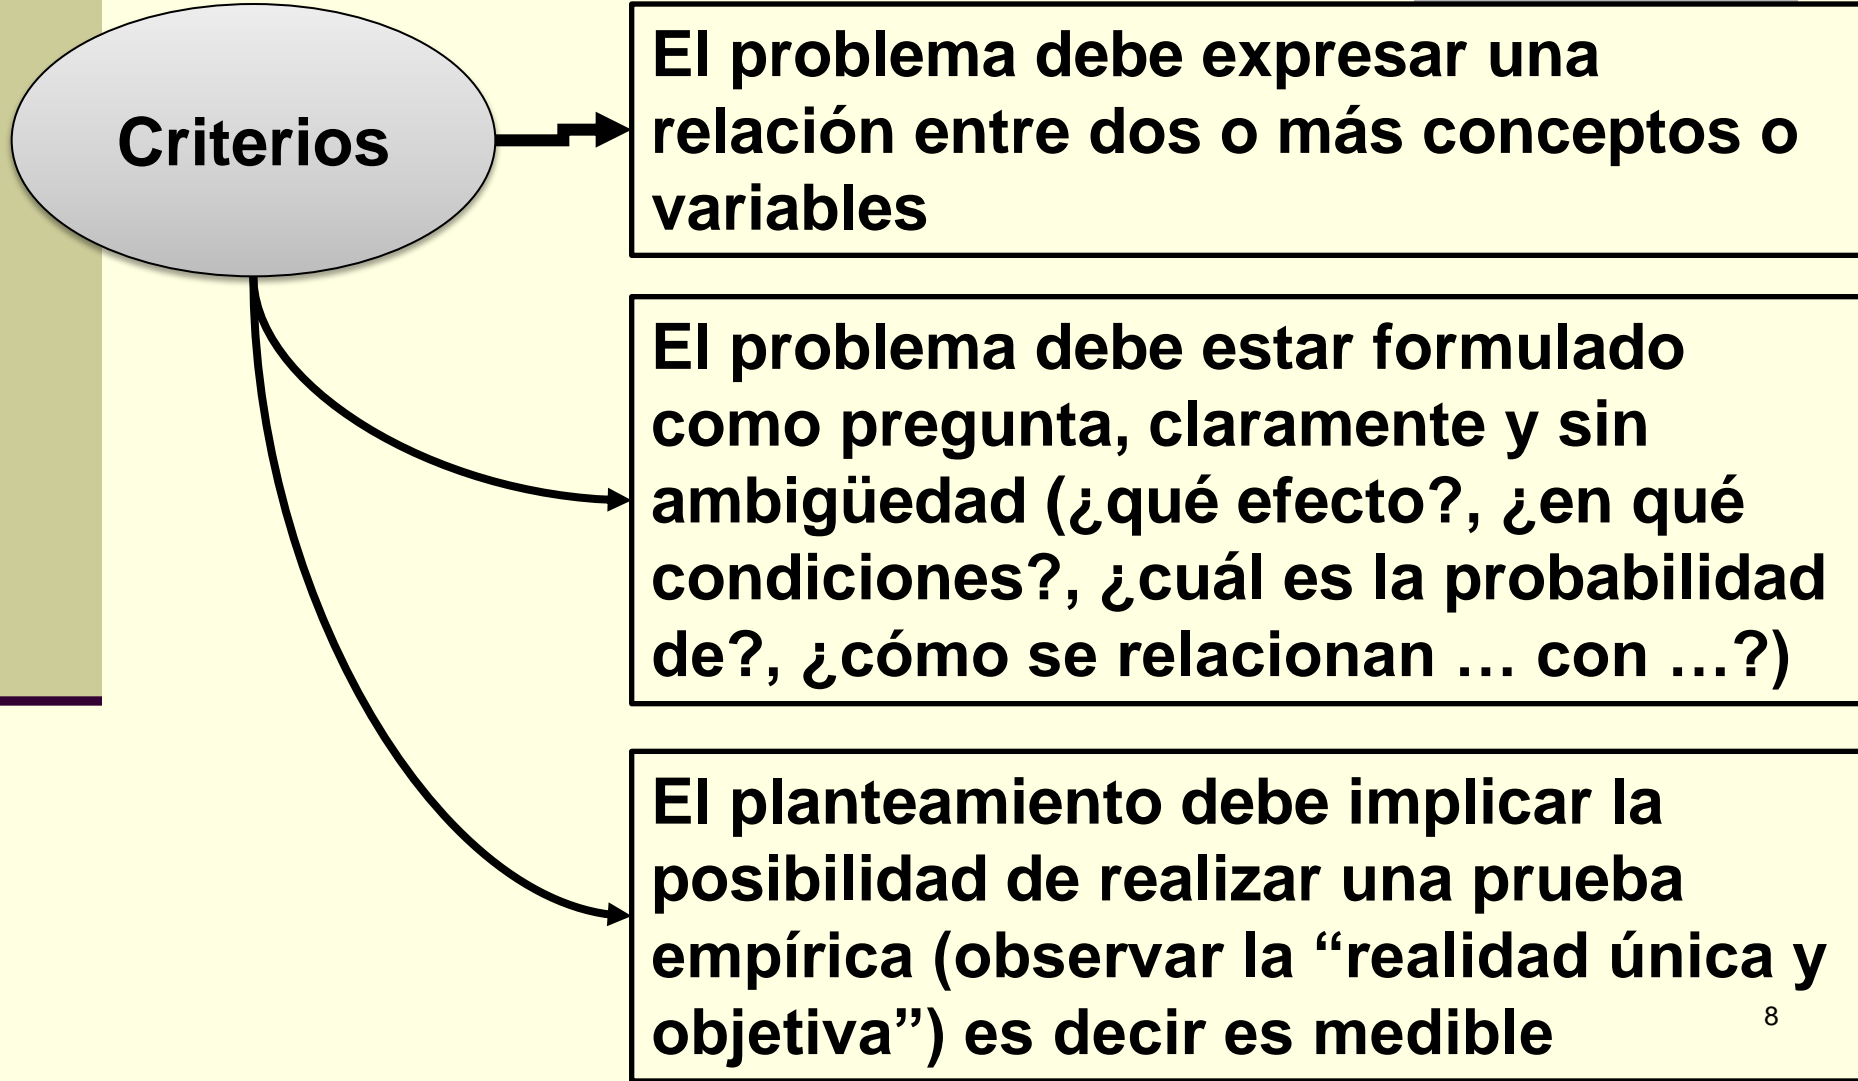 Criterios
El problema debe expresar una
relación entre dos o más conceptos o
variables
El problema debe estar formulado
como pregunta, claramente y sin
ambigüedad (¿qué efecto?, ¿en qué
condiciones?, ¿cuál es la probabilidad
de?, ¿cómo se relacionan … con …?)
El planteamiento debe implicar la
posibilidad de realizar una prueba
empírica (observar la “realidad única y
objetiva”) es decir es medible
8